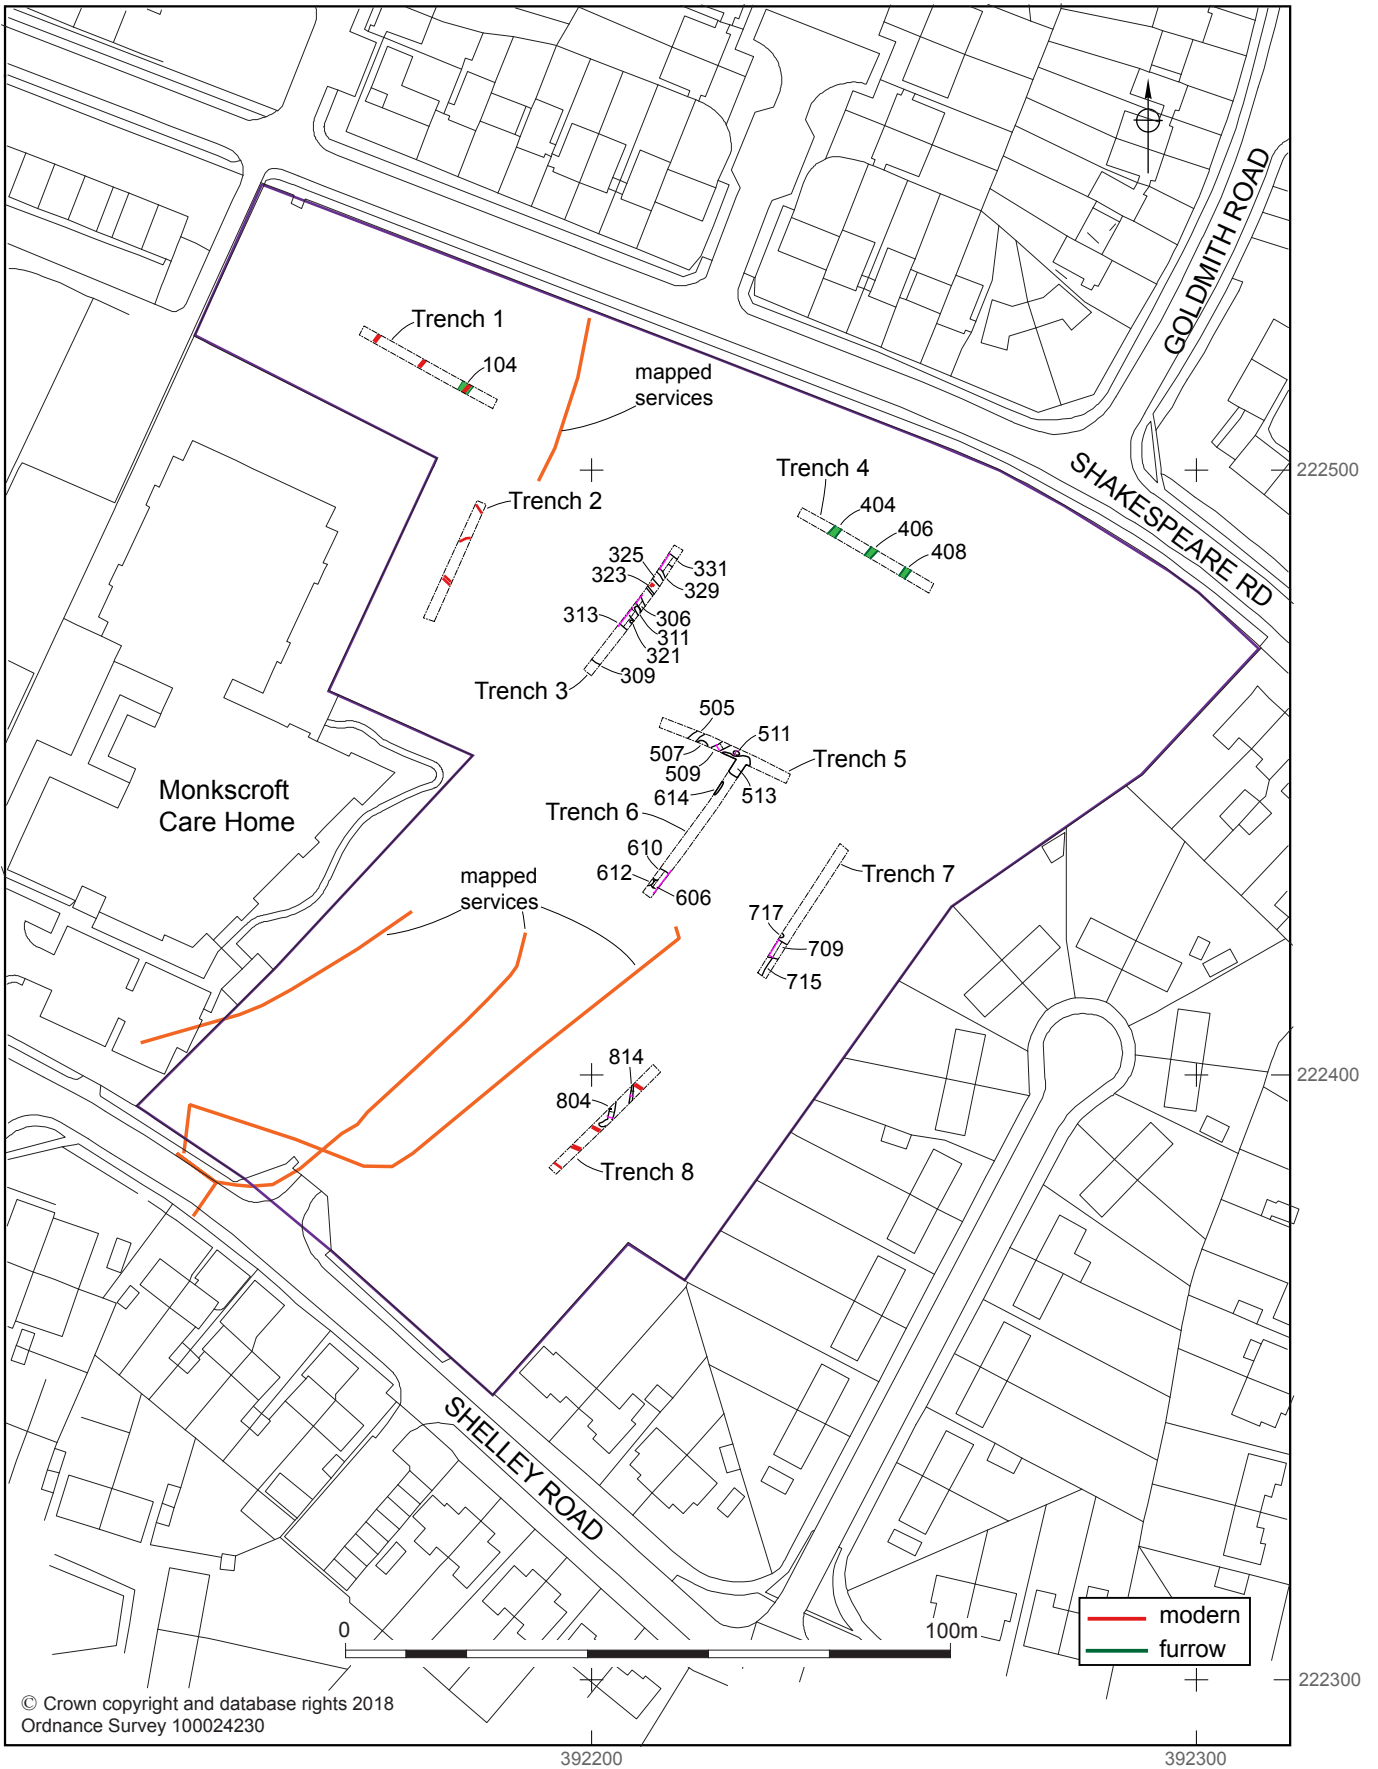 GOLDMITH ROAD
Trench 1
104
mapped
services
222500
Trench 4
SHAKESPEARE RD
404
406
408
Trench 2
325
323
331
329
313
306
311
321
309
Trench 3
505
511
507
509
Trench 5
513
614
Trench 6
Monkscroft
Care Home
610
612
606
mapped
services
Trench 7
717
709
715
814
222400
804
Trench 8
SHELLEY ROAD
0
100m
modern
furrow
222300
© Crown copyright and database rights 2018
Ordnance Survey 100024230
392200
392300